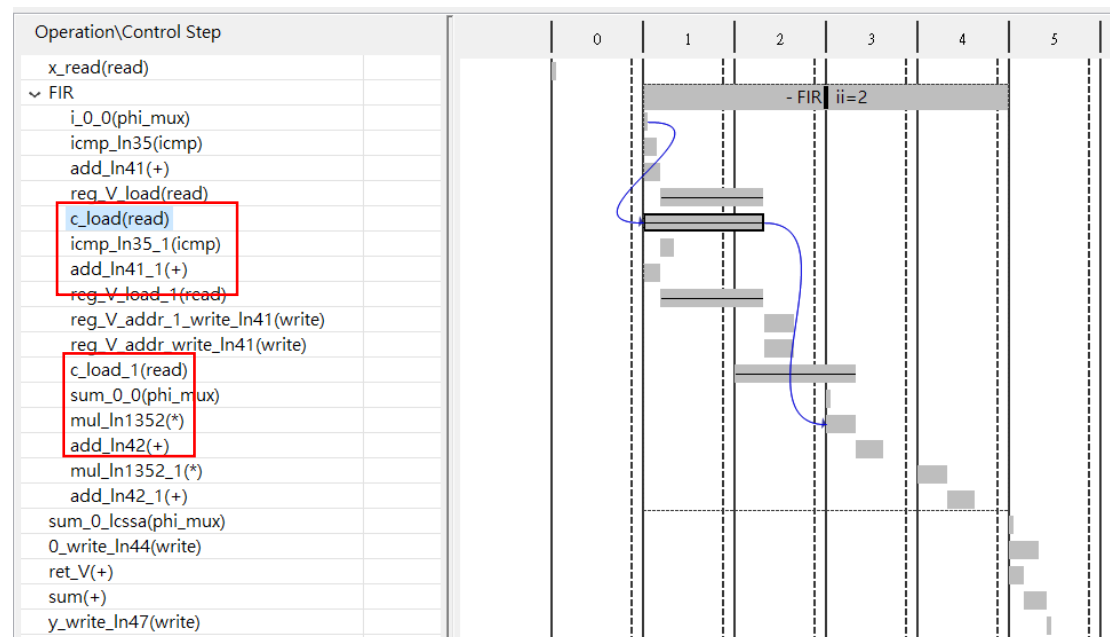 Operation\Control Step
0 1 2 3 4 5
x_read(read)
FIR
- FIR ii=2
i_0_0(phi_mux)
icmp_ln35(icmp)
add_ln41(+)
reg_V_load(read)
c_load(read)
icmp_ln35_1(icmp)
add_ln41_1(+)
reg_V_load_1(read)
reg_V_addr_1_write_ln41(write)
reg_V_addr_write_ln41(write)
c_load_1(read)
sum_0_0(phi_mux)
mul_ln1352(*)
add_ln42(+)
mul_ln1352_1(*)
add_ln42_1(+)
sum_0_lcssa(phi_mux)
0_write_ln44(write)
ret_V(+)
sum(+)
y_write_ln47(write)